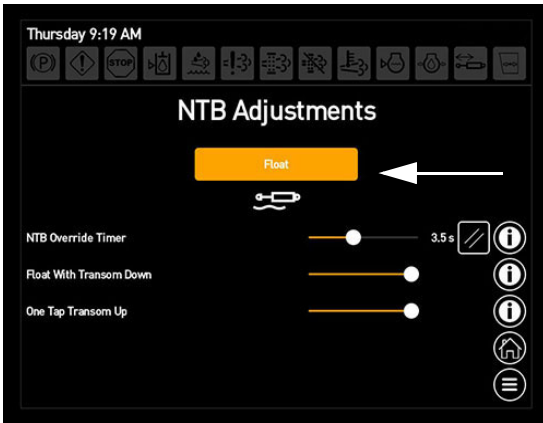 Thursday 9:19 AM
(P) STOP
NTB Adjustments
Float
NTB Override Timer 3.5 s
Float With Transom Down
One Tap Transom Up